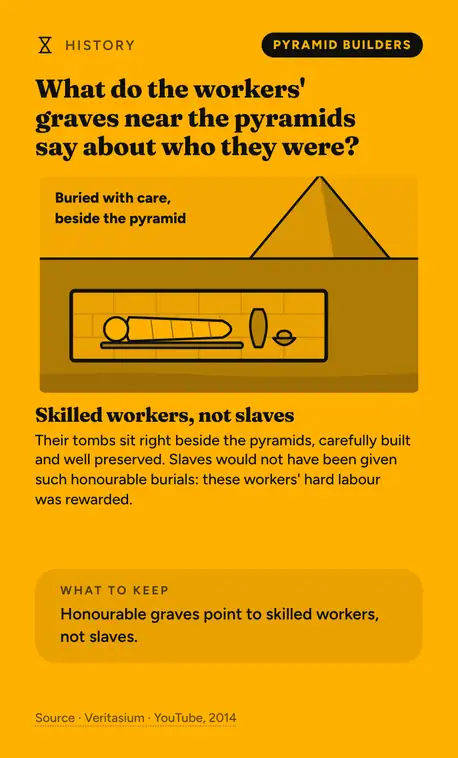 HISTORY
PYRAMID BUILDERS
What do the workers'
graves near the pyramids
say about who they were?
Buried with care,
beside the pyramid
Skilled workers, not slaves
Their tombs sit right beside the pyramids, carefully built
and well preserved. Slaves would not have been given
such honourable burials: these workers' hard labour
was rewarded.
WHAT TO KEEP
Honourable graves point to skilled workers,
not slaves.
Source · Veritasium · YouTube, 2014